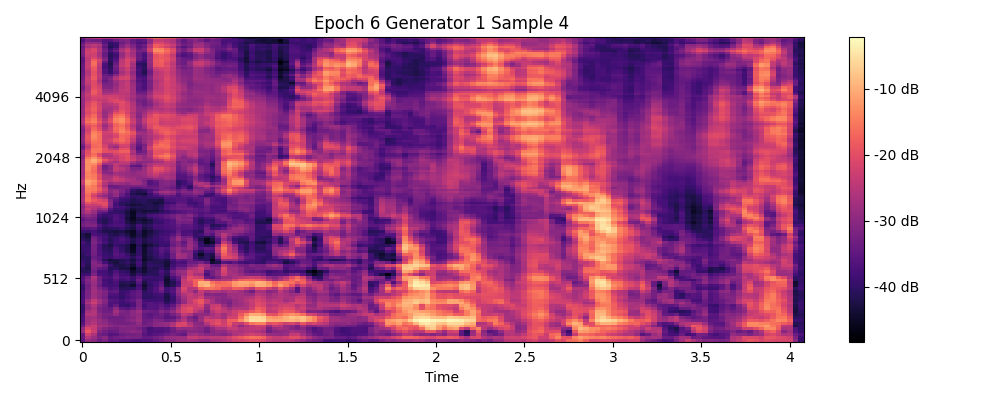 Epoch 6 Generator 1 Sample 4
Hz
4096
2048
1024
512
0
0 0.5 1 1.5 2 2.5 3 3.5 4
Time
-10 dB
-20 dB
-30 dB
-40 dB